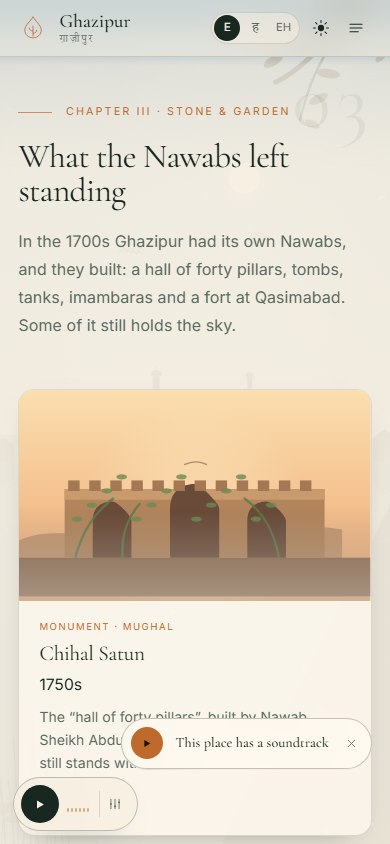 Ghazipur
ग़ाज़ीपुर
E ह EH
03
CHAPTER III · STONE & GARDEN
What the Nawabs left
standing
In the 1700s Ghazipur had its own Nawabs,
and they built: a hall of forty pillars, tombs,
tanks, imambaras and a fort at Qasimabad.
Some of it still holds the sky.
MONUMENT · MUGHAL
Chihal Satun
1750s
The “hall of forty pillars”, built by Nawab
Sheikh Abdu
still stands
This place has a soundtrack